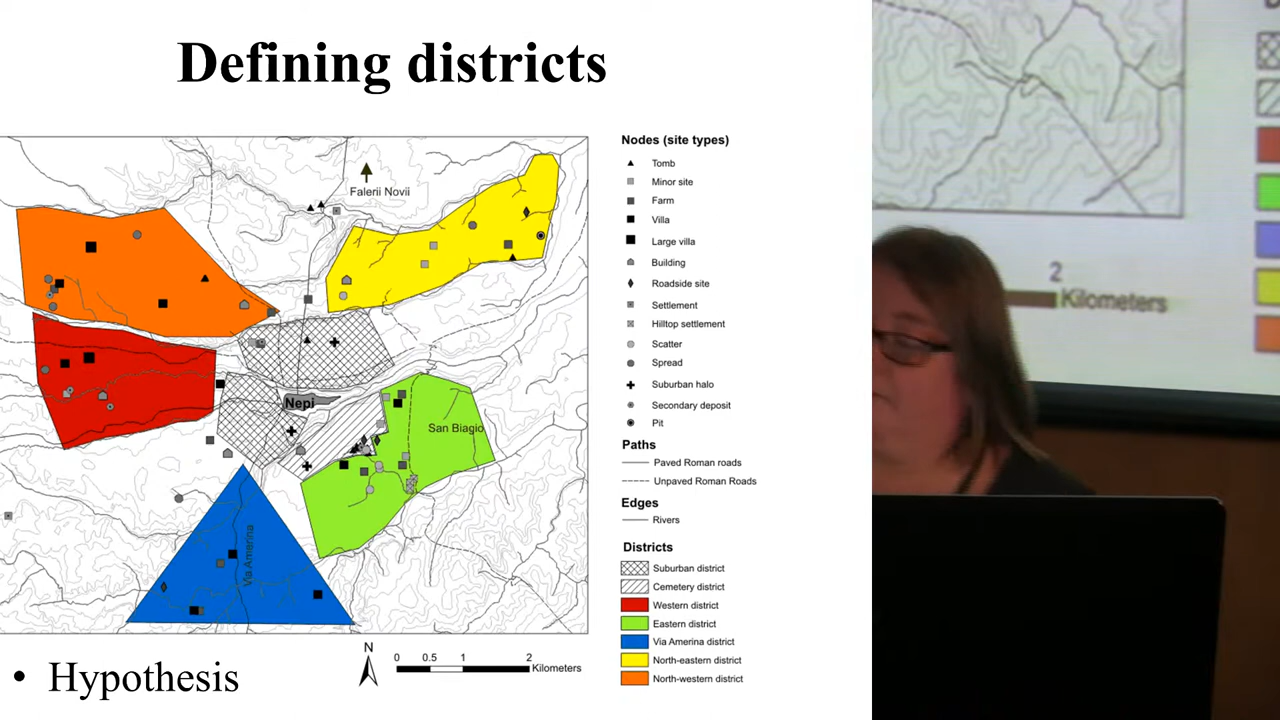 Defining districts
Falerii Novii
Nepi
San Biagio
Via Amerina
Nodes (site types)
Tomb
Minor site
Farm
Villa
Large villa
Building
Roadside site
Settlement
Hilltop settlement
Scatter
Spread
Suburban halo
Secondary deposit
Pit
Paths
Paved Roman roads
Unpaved Roman Roads
Edges
Rivers
Districts
Suburban district
Cemetery district
Western district
Eastern district
Via Amerina district
North-eastern district
North-western district
N
0 0.5 1 2
Kilometers
• Hypothesis
2
Kilometers